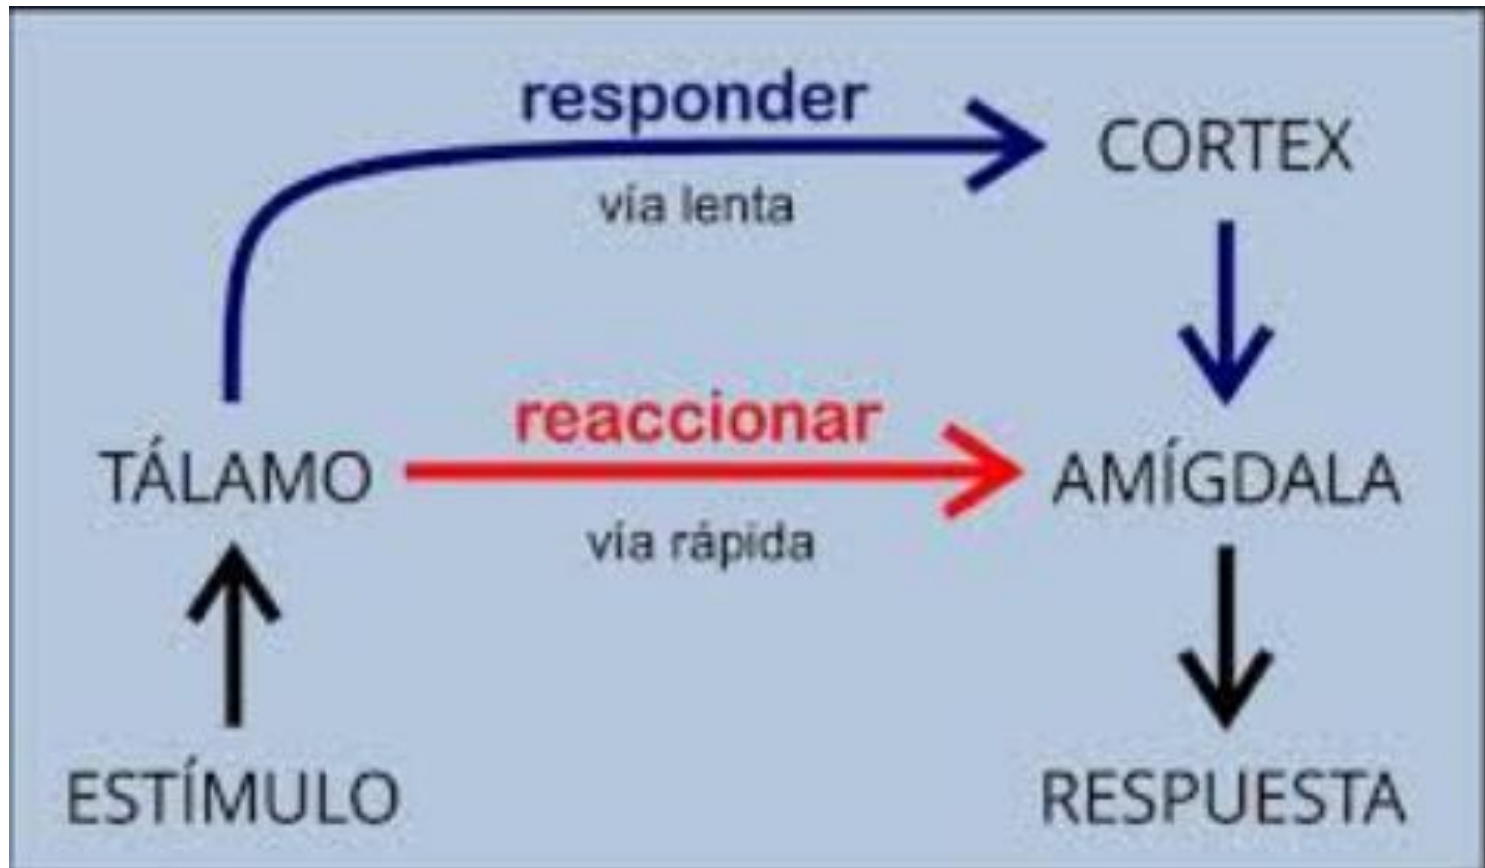 responder
CORTEX
vía lenta
reaccionar
TÁLAMO
AMÍGDALA
vía rápida
ESTÍMULO
RESPUESTA